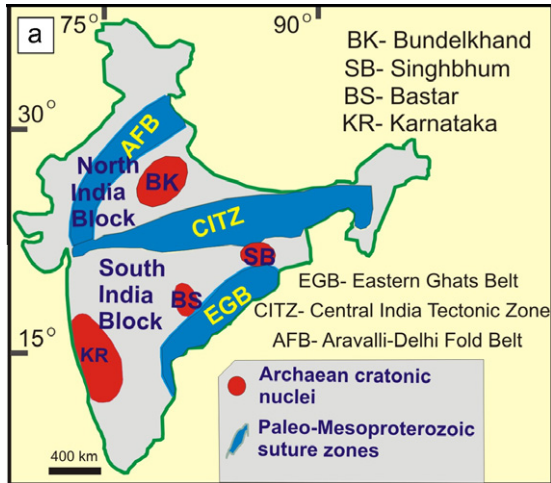 a
75°
90°
BK- Bundelkhand
SB- Singhbhum
BS- Bastar
KR- Karnataka
30°
AFB
North
India
Block
BK
CITZ
SB
South
India
Block
BS
EGB
EGB- Eastern Ghats Belt
CITZ- Central India Tectonic Zone
AFB- Aravalli-Delhi Fold Belt
15°
KR
Archaean cratonic
nuclei
Paleo-Mesoproterozoic
suture zones
400 km